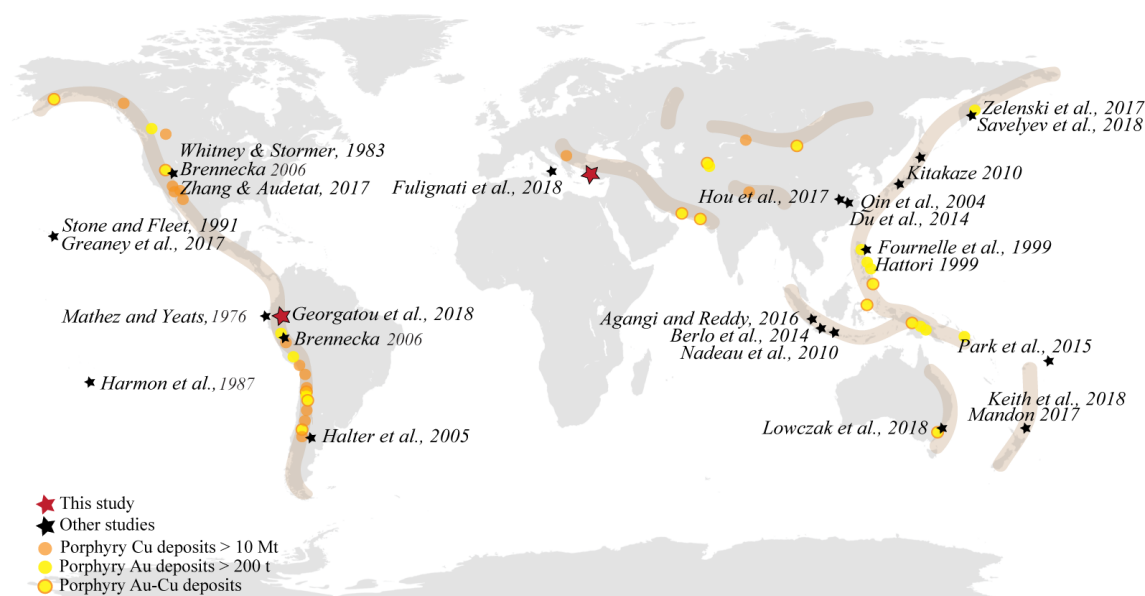 Zelenski et al., 2017
Savelyev et al., 2018
Whitney & Stormer, 1983
Brennecka 2006
Zhang & Audetat, 2017
Fulignati et al., 2018
Kitakaze 2010
Hou et al., 2017
Qin et al., 2004
Du et al., 2014
Stone and Fleet, 1991
Greaney et al., 2017
Fournelle et al., 1999
Hattori 1999
Mathez and Yeats, 1976
Georgatou et al., 2018
Brennecka 2006
Agangi and Reddy, 2016
Berlo et al., 2014
Nadeau et al., 2010
Park et al., 2015
Harmon et al., 1987
Keith et al., 2018
Mandon 2017
Lowczak et al., 2018
Halter et al., 2005
This study
Other studies
Porphyry Cu deposits > 10 Mt
Porphyry Au deposits > 200 t
Porphyry Au-Cu deposits